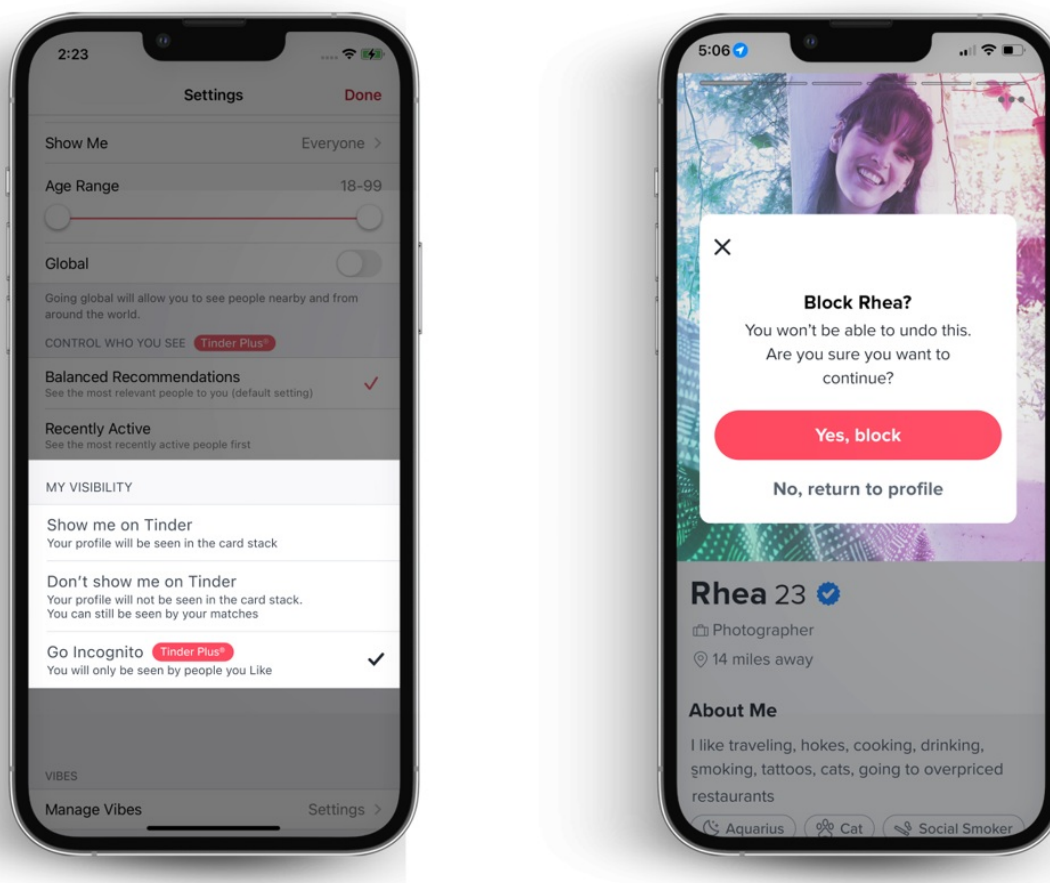 2:23
Settings
Done
Show Me
Everyone >
Age Range
18-99
Global
Going global will allow you to see people nearby and from
around the world.
CONTROL WHO YOU SEE Tinder Plus®
Balanced Recommendations
See the most relevant people to you (default setting)
Recently Active
See the most recently active people first
MY VISIBILITY
Show me on Tinder
Your profile will be seen in the card stack
Don't show me on Tinder
Your profile will not be seen in the card stack.
You can still be seen by your matches
Go Incognito Tinder Plus®
You will only be seen by people you Like
VIBES
Manage Vibes
Settings >
5:06
Block Rhea?
You won't be able to undo this.
Are you sure you want to
continue?
Yes, block
No, return to profile
Rhea 23
Photographer
14 miles away
About Me
I like traveling, hokes, cooking, drinking,
smoking, tattoos, cats, going to overpriced
restaurants
Aquarius
Cat
Social Smoker